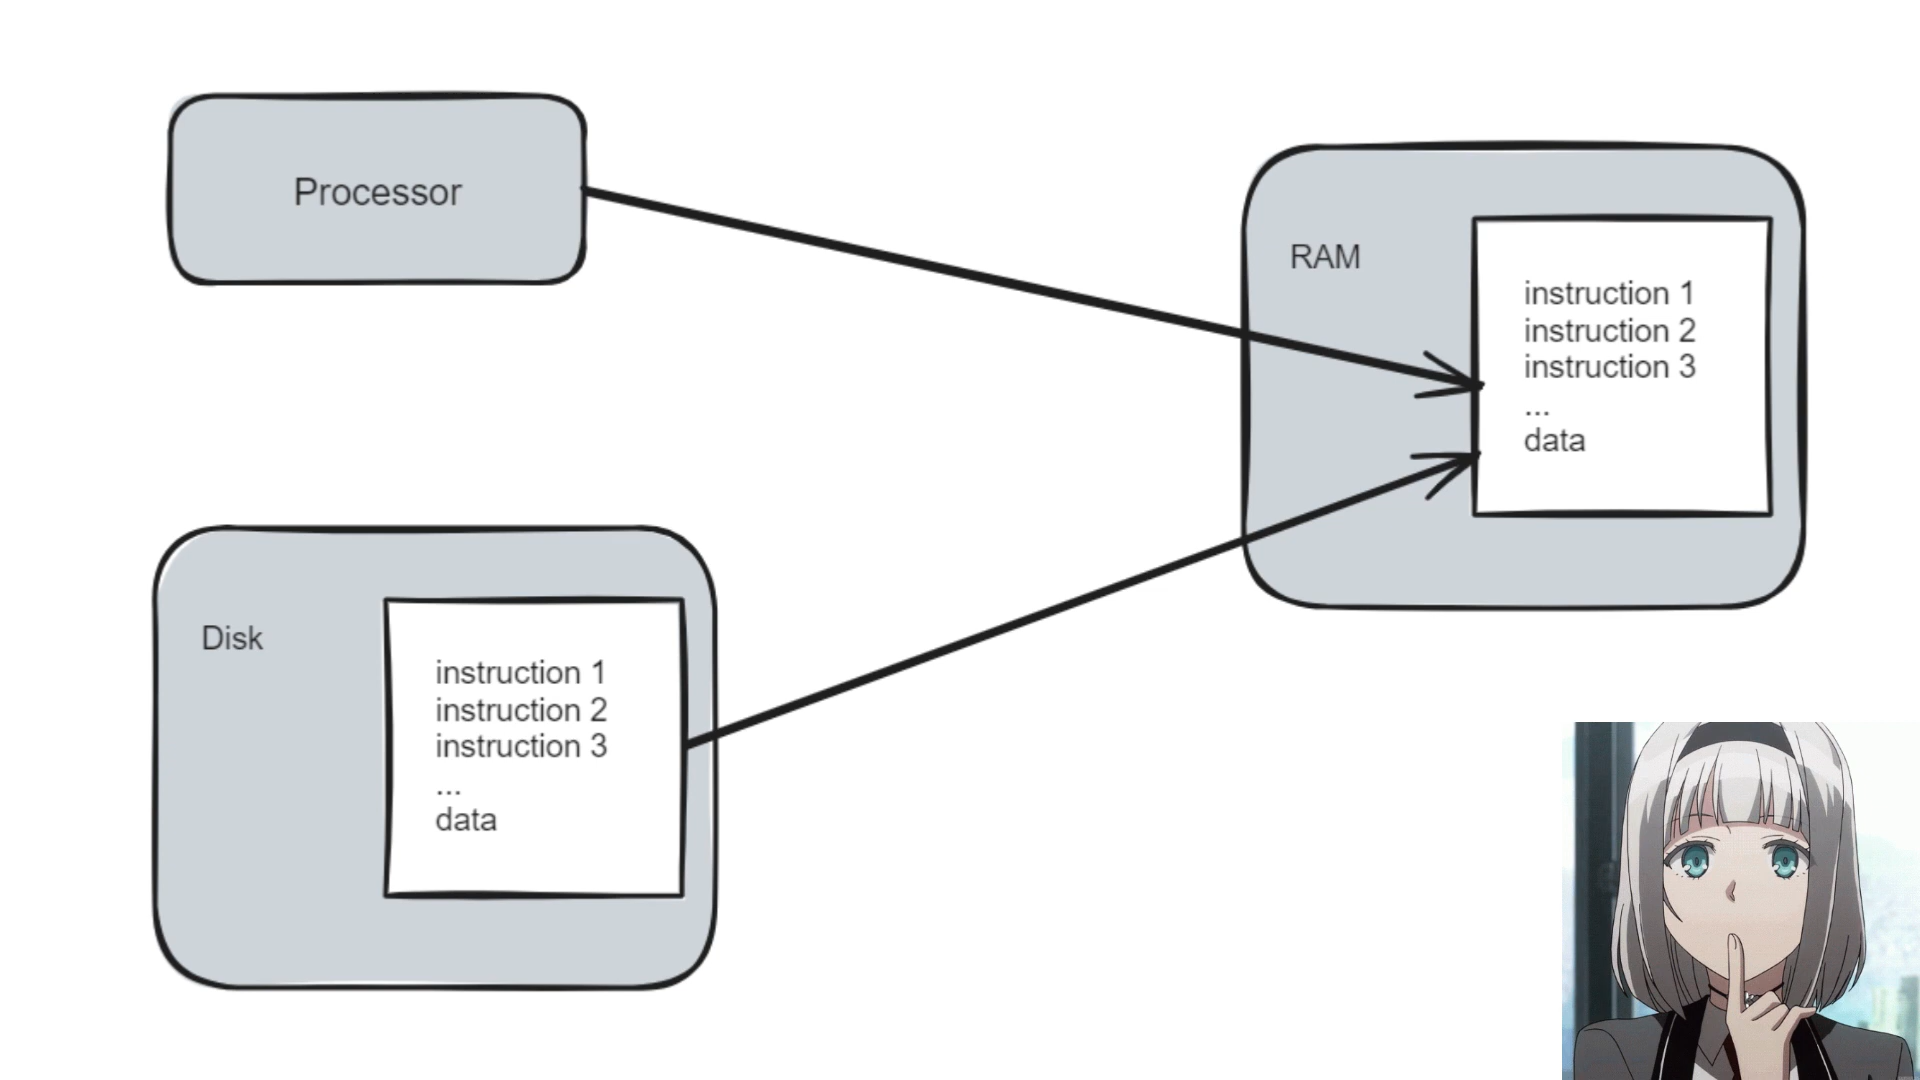 Processor
RAM
instruction 1
instruction 2
instruction 3
...
data
Disk
instruction 1
instruction 2
instruction 3
...
data